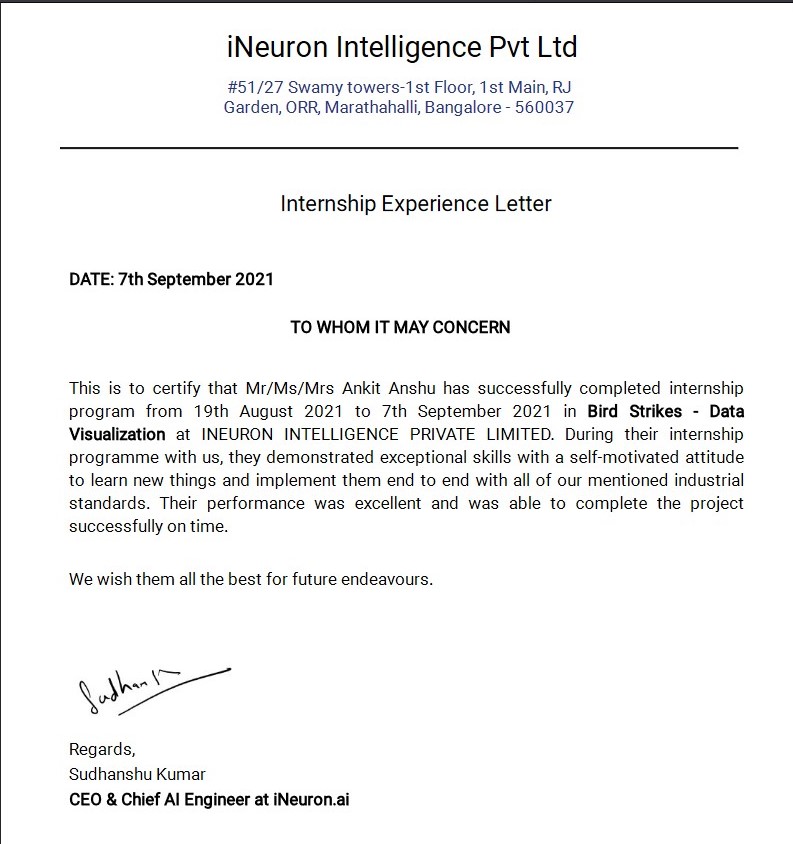 iNeuron Intelligence Pvt Ltd
#51/27 Swamy towers-1st Floor, 1st Main, RJ
Garden, ORR, Marathahalli, Bangalore - 560037
Internship Experience Letter
DATE: 7th September 2021
TO WHOM IT MAY CONCERN
This is to certify that Mr/Ms/Mrs Ankit Anshu has successfully completed internship
program from 19th August 2021 to 7th September 2021 in Bird Strikes - Data
Visualization at INEURON INTELLIGENCE PRIVATE LIMITED. During their internship
programme with us, they demonstrated exceptional skills with a self-motivated attitude
to learn new things and implement them end to end with all of our mentioned industrial
standards. Their performance was excellent and was able to complete the project
successfully on time.
We wish them all the best for future endeavours.
Regards,
Sudhanshu Kumar
CEO & Chief AI Engineer at iNeuron.ai